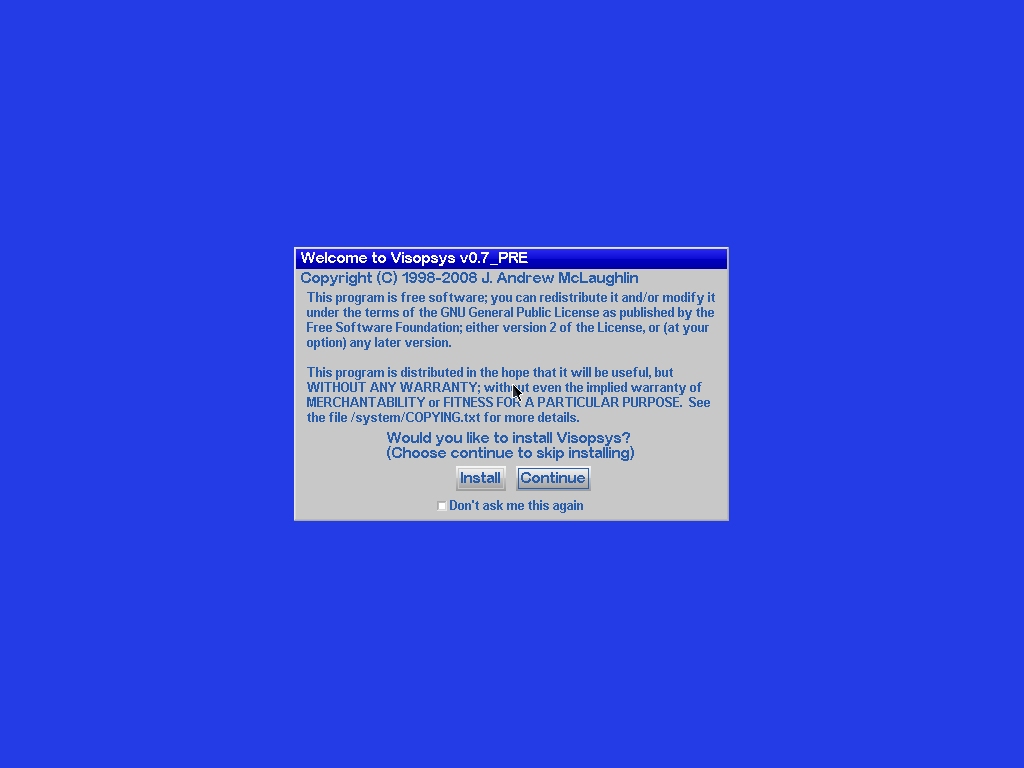 Welcome to Visopsys v0.7_PRE
Copyright (C) 1998-2008 J. Andrew McLaughlin
This program is free software; you can redistribute it and/or modify it
under the terms of the GNU General Public License as published by the
Free Software Foundation; either version 2 of the License, or (at your
option) any later version.
This program is distributed in the hope that it will be useful, but
WITHOUT ANY WARRANTY; without even the implied warranty of
MERCHANTABILITY or FITNESS FOR A PARTICULAR PURPOSE. See
the file /system/COPYING.txt for more details.
Would you like to install Visopsys?
(Choose continue to skip installing)
Install Continue
Don't ask me this again